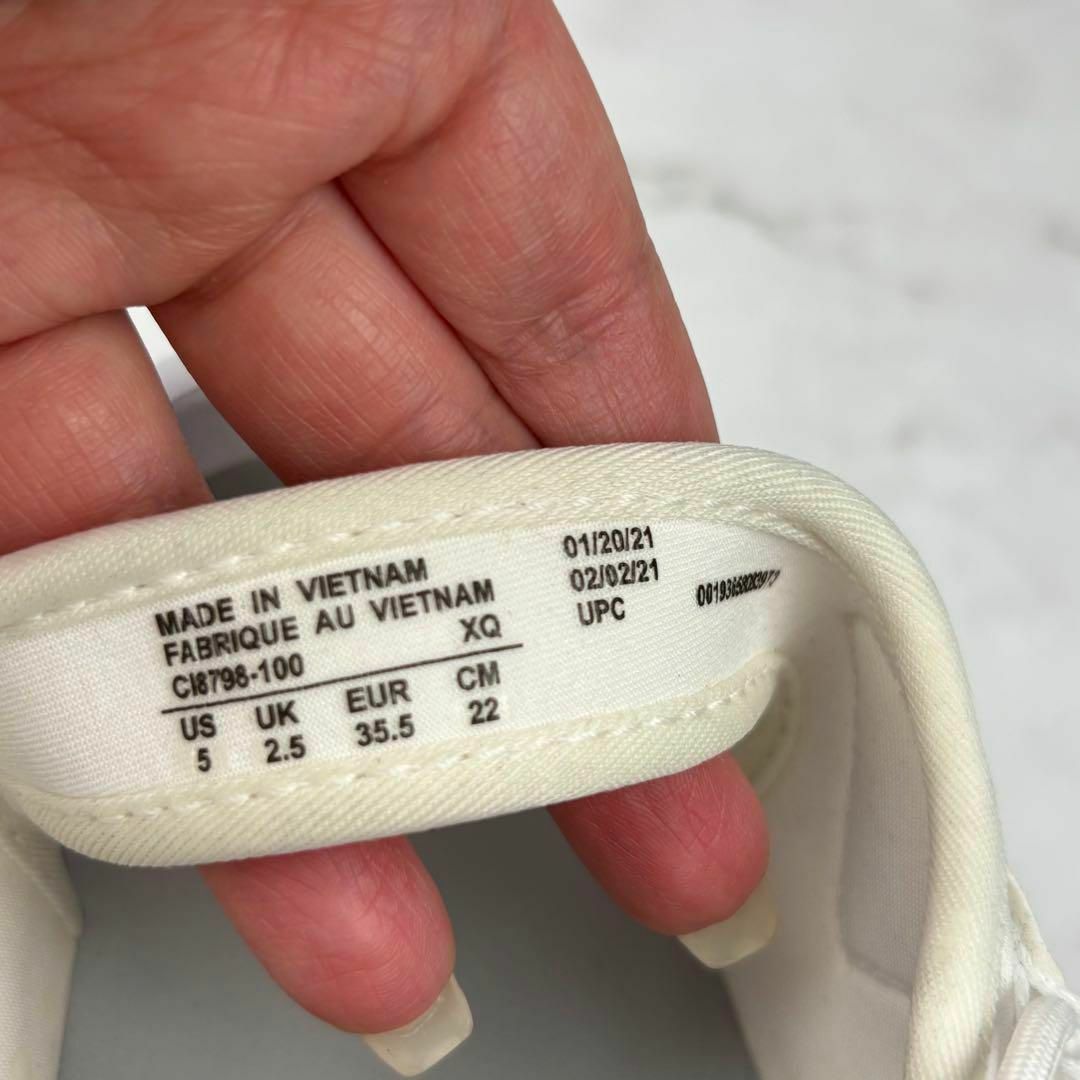 MADE IN VIETNAM
FABRIQUE AU VIETNAM
CI8798-100 XQ
US UK EUR CM
5 2.5 35.5 22
01/20/21
02/02/21
UPC